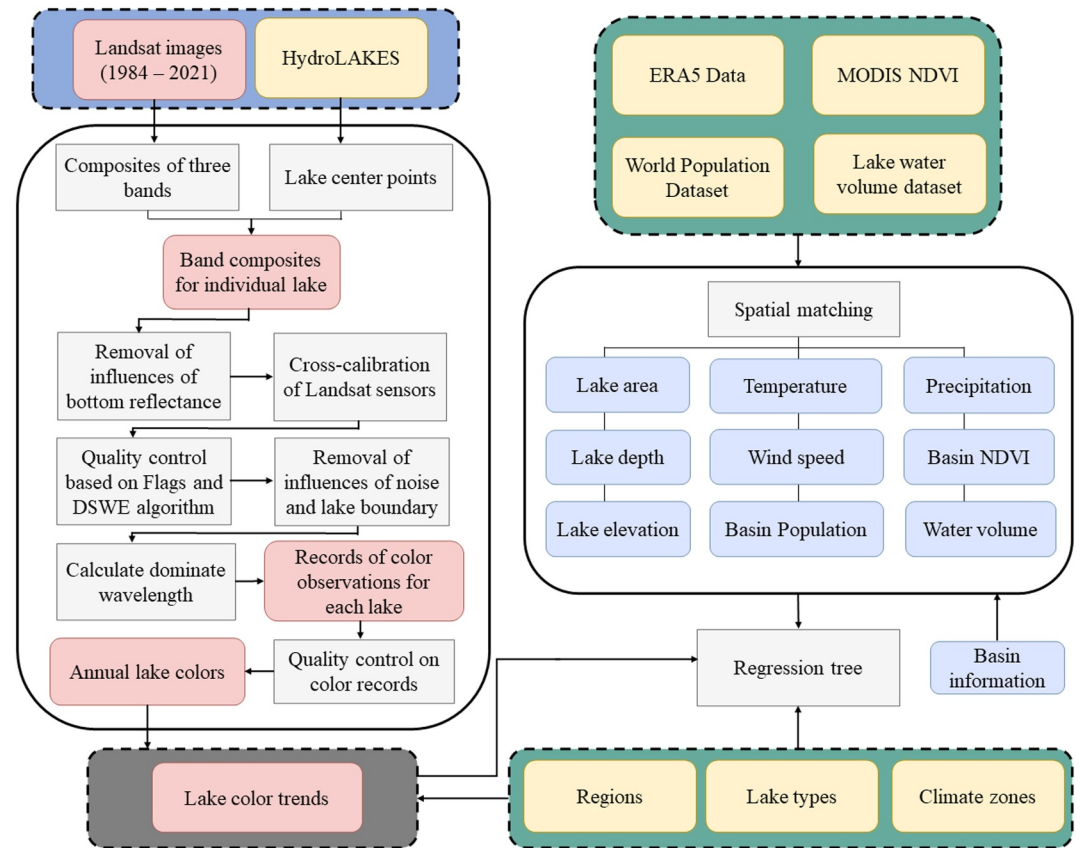 Landsat images
(1984 – 2021)
HydroLAKES
Composites of three
bands
Lake center points
Band composites
for individual lake
Removal of
influences of
bottom reflectance
Cross-calibration
of Landsat sensors
Quality control
based on Flags and
DSWE algorithm
Removal of
influences of noise
and lake boundary
Calculate dominate
wavelength
Records of color
observations for
each lake
Annual lake colors
Quality control on
color records
Lake color trends
ERA5 Data
MODIS NDVI
World Population
Dataset
Lake water
volume dataset
Spatial matching
Lake area
Temperature
Precipitation
Lake depth
Wind speed
Basin NDVI
Lake elevation
Basin Population
Water volume
Regression tree
Basin
information
Regions
Lake types
Climate zones